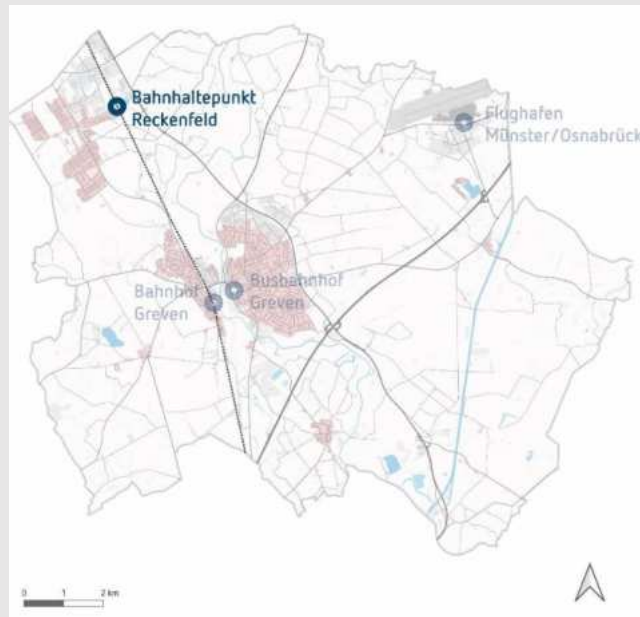 Bahnhaltepunkt
Reckenfeld
Flughafen
Münster/Osnabrück
Bahnhof
Greven
Busbahnhof
Greven
0 1 2 km